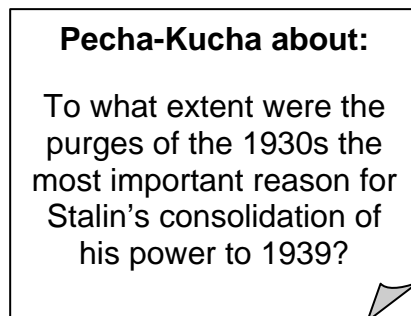 Pecha-Kucha about:
To what extent were the
purges of the 1930s the
most important reason for
Stalin’s consolidation of
his power to 1939?